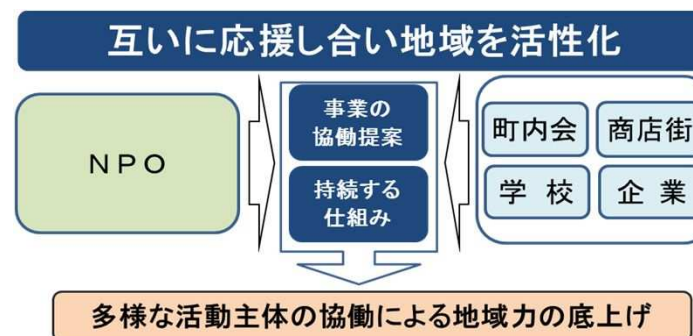 互いに応援し合い地域を活性化
NPO
事業の
協働提案
持続する
仕組み
町内会
商店街
学校
企業
多様な活動主体の協働による地域力の底上げ